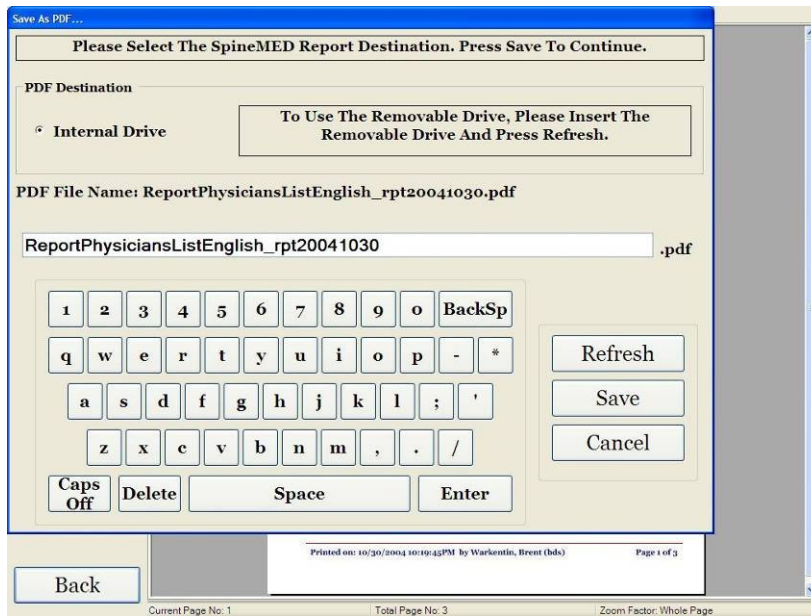 Save As PDF...
Please Select The SpineMED Report Destination. Press Save To Continue.
PDF Destination
Internal Drive
To Use The Removable Drive, Please Insert The
Removable Drive And Press Refresh.
PDF File Name: ReportPhysiciansListEnglish_rpt20041030.pdf
ReportPhysiciansListEnglish_rpt20041030 .pdf
1 2 3 4 5 6 7 8 9 0 BackSp
q w e r t y u i o p - *
a s d f g h j k l ; '
z x c v b n m , . /
Caps
Off Delete Space Enter
Refresh
Save
Cancel
Printed on: 10/30/2004 10:19:45PM by Warkentin, Brent (bds) Page 1 of 3
Back
Current Page No: 1 Total Page No: 3 Zoom Factor: Whole Page